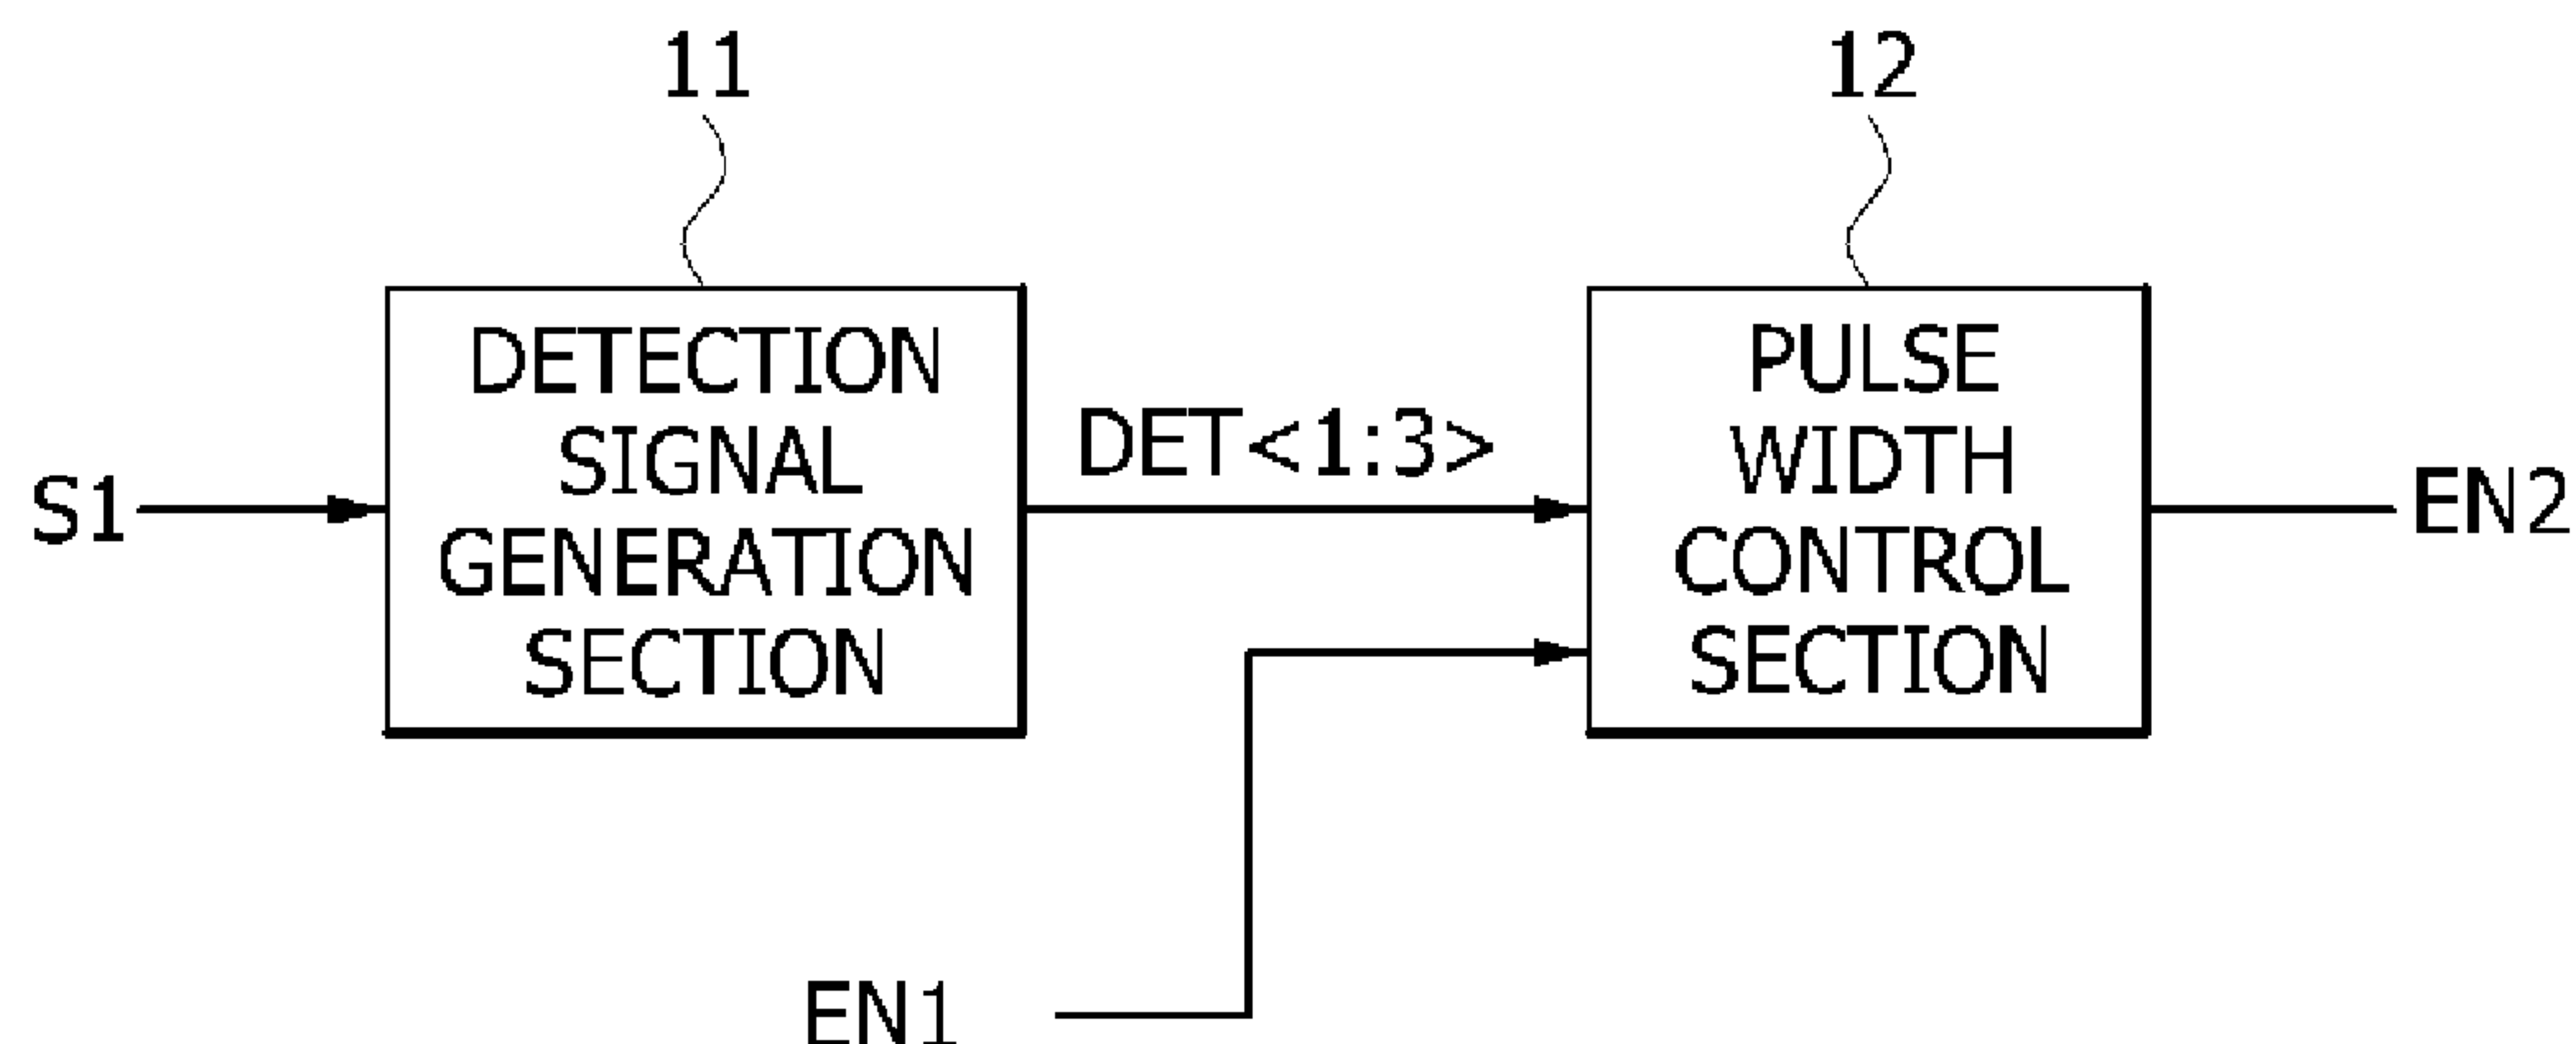 11
12
DETECTION
SIGNAL
GENERATION
SECTION
PULSE
WIDTH
CONTROL
SECTION
S1
DET<1:3>
EN2
EN1